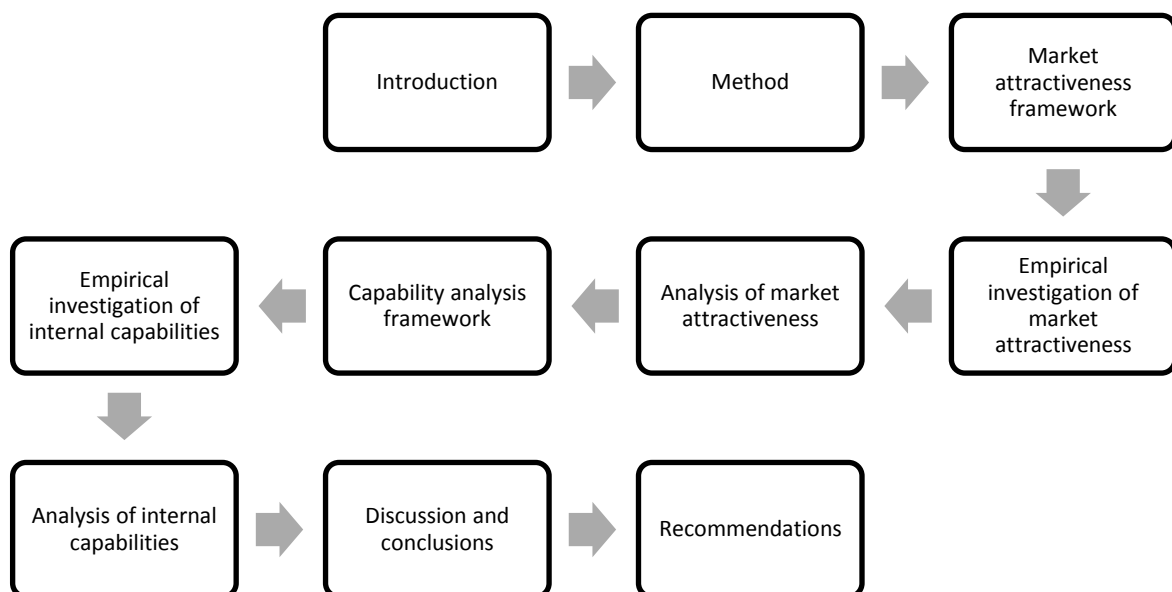 Introduction
Method
Market
attractiveness
framework
Empirical
investigation of
market
attractiveness
Analysis of market
attractiveness
Capability analysis
framework
Empirical
investigation of
internal capabilities
Analysis of internal
capabilities
Discussion and
conclusions
Recommendations